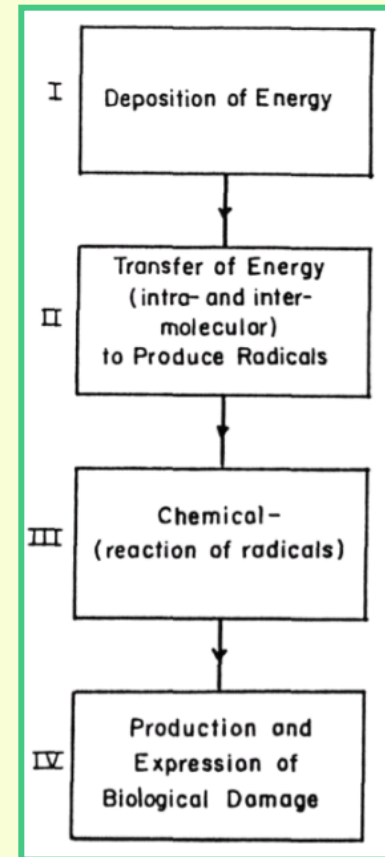 I
Deposition of Energy
II
Transfer of Energy
(intra- and inter-
molecular)
to Produce Radicals
III
Chemical-
(reaction of radicals)
IV
Production and
Expression of
Biological Damage